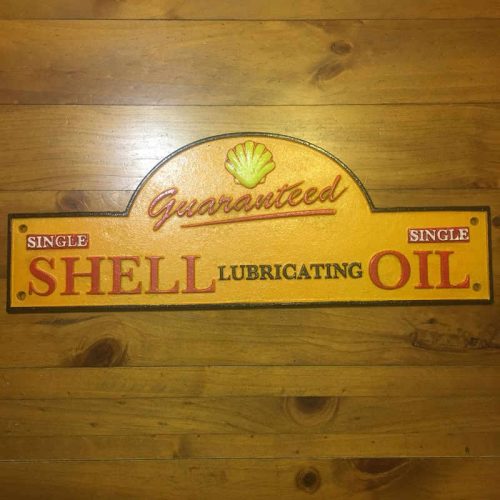 Guaranteed
SINGLE SINGLE
SHELL LUBRICATING OIL